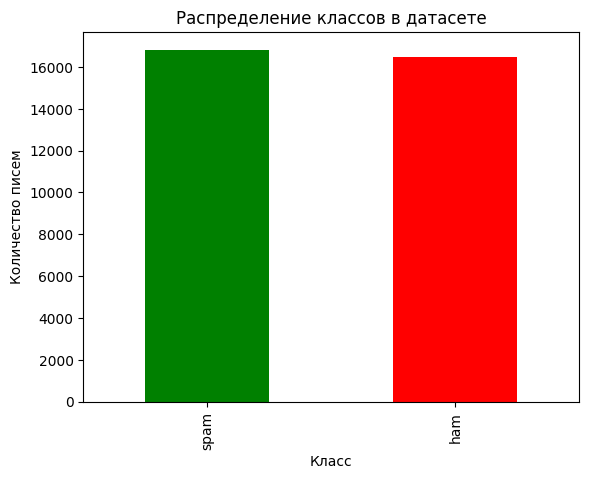 Распределение классов в датасете
Количество писем
16000
14000
12000
10000
8000
6000
4000
2000
0
spam
ham
Класс